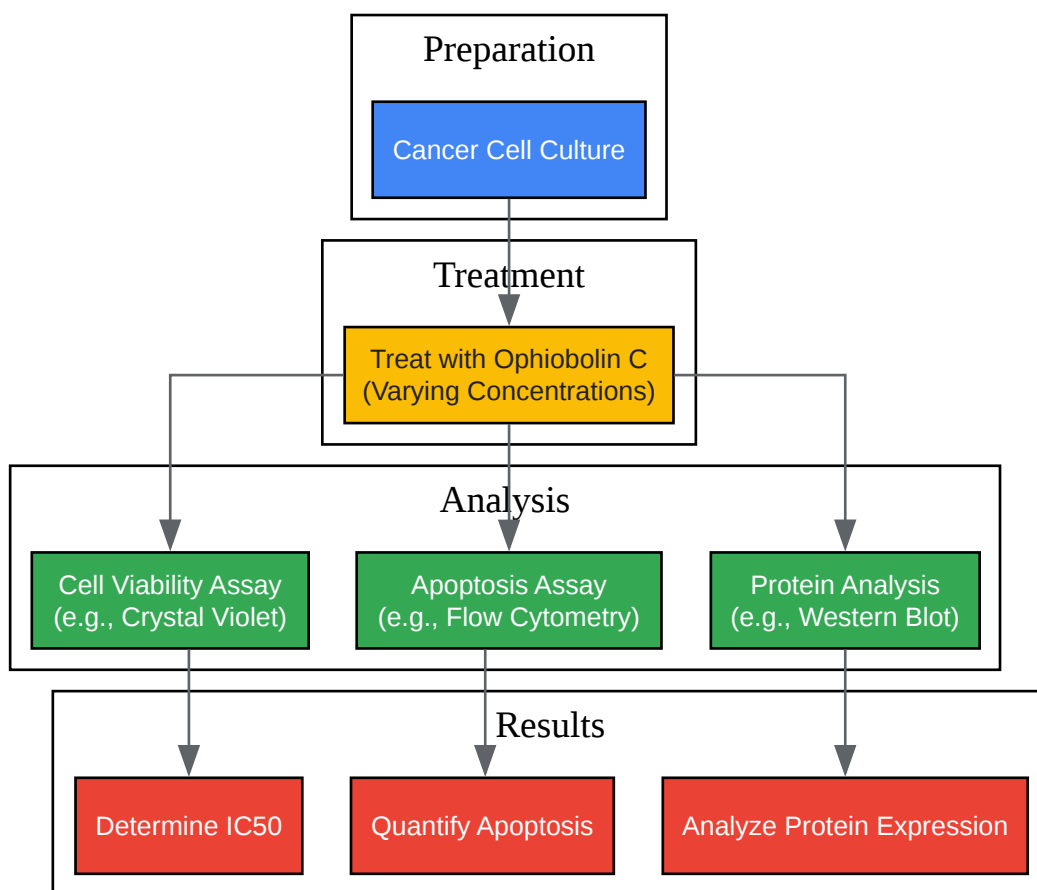 Preparation
Cancer Cell Culture
Treatment
Treat with Ophiobolin C
(Varying Concentrations)
Analysis
Cell Viability Assay
(e.g., Crystal Violet)
Apoptosis Assay
(e.g., Flow Cytometry)
Protein Analysis
(e.g., Western Blot)
Results
Determine IC50
Quantify Apoptosis
Analyze Protein Expression